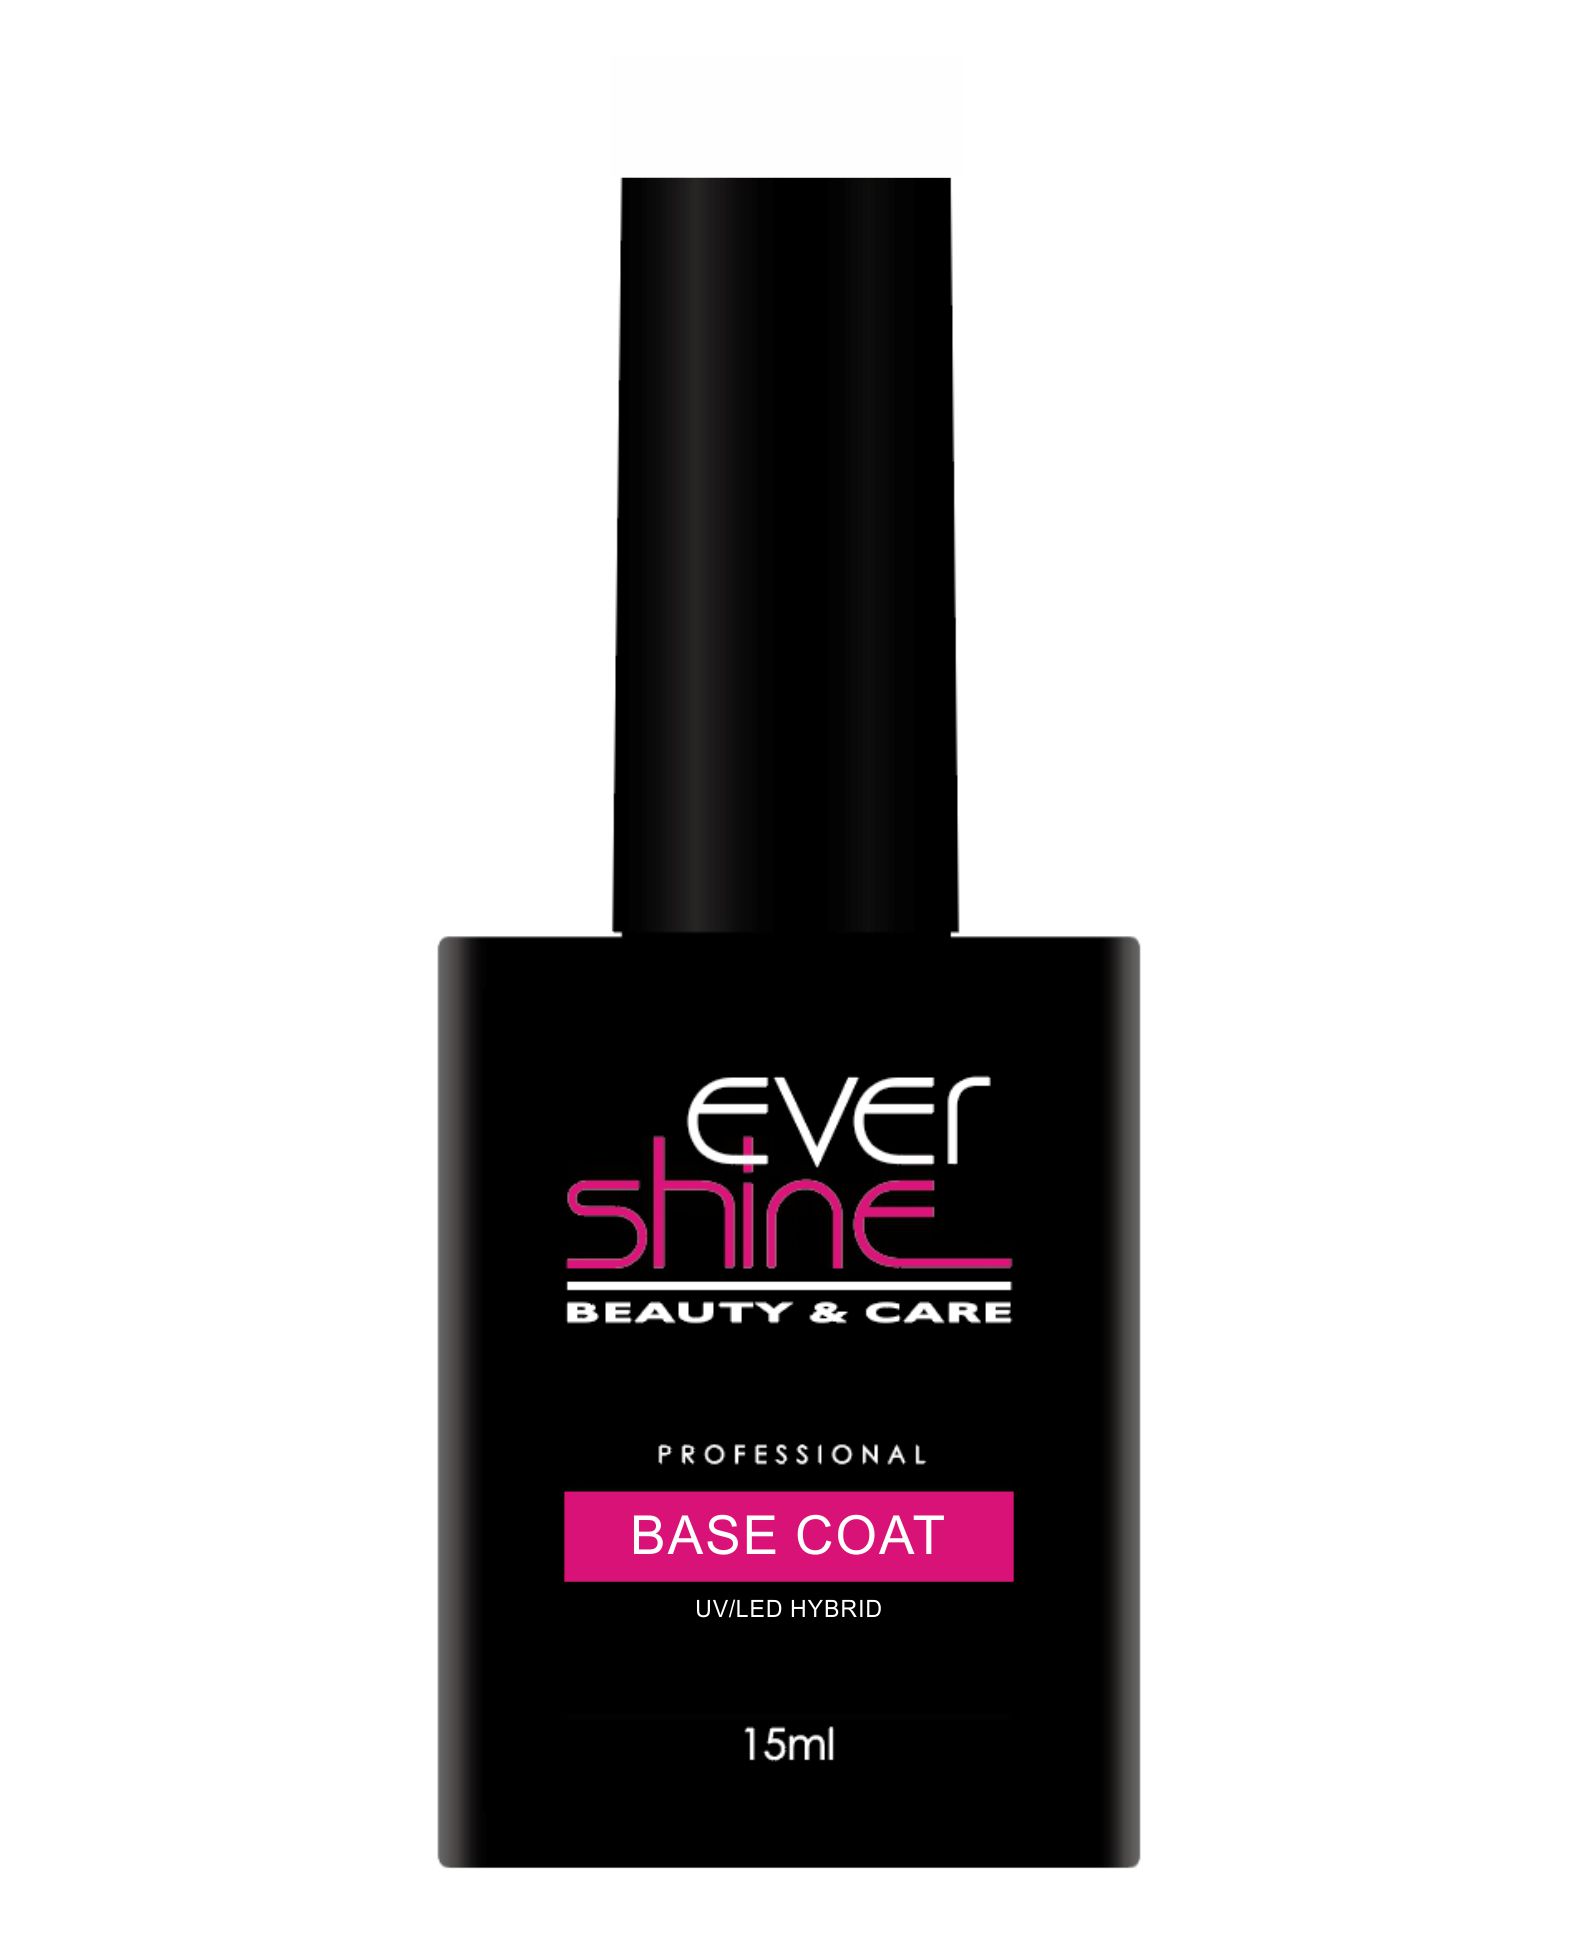 ever
shine
BEAUTY & CARE
PROFESSIONAL
BASE COAT
UV/LED HYBRID
15ml